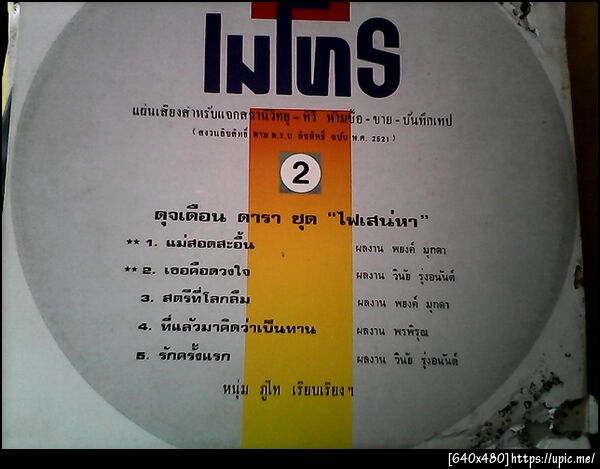 ไมโทร
แผ่นเสียงสำหรับแจกสถานีวิทยุ - ทีวี ห้ามซื้อ - ขาย - บันทึกเทป
(สงวนลิขสิทธิ์ ตาม พ.ร.บ. ลิขสิทธิ์ ฉบับ พ.ศ. 2521)
2
ดุจเดือน ดารา ชุด "ไฟเสน่หา"
** 1. แม่สอดสะอื้น ผลงาน พยงค์ มุกดา
** 2. เธอคือดวงใจ ผลงาน วินัย รุ่งอนันต์
3. สตรีที่โลกลืม ผลงาน พยงค์ มุกดา
4. ที่แล้วมาคิดว่าเป็นทาน ผลงาน พรพิรุณ
5. รักครั้งแรก ผลงาน วินัย รุ่งอนันต์
หนุ่ม ภูไท เรียบเรียงฯ
[640x480]https://upic.me/